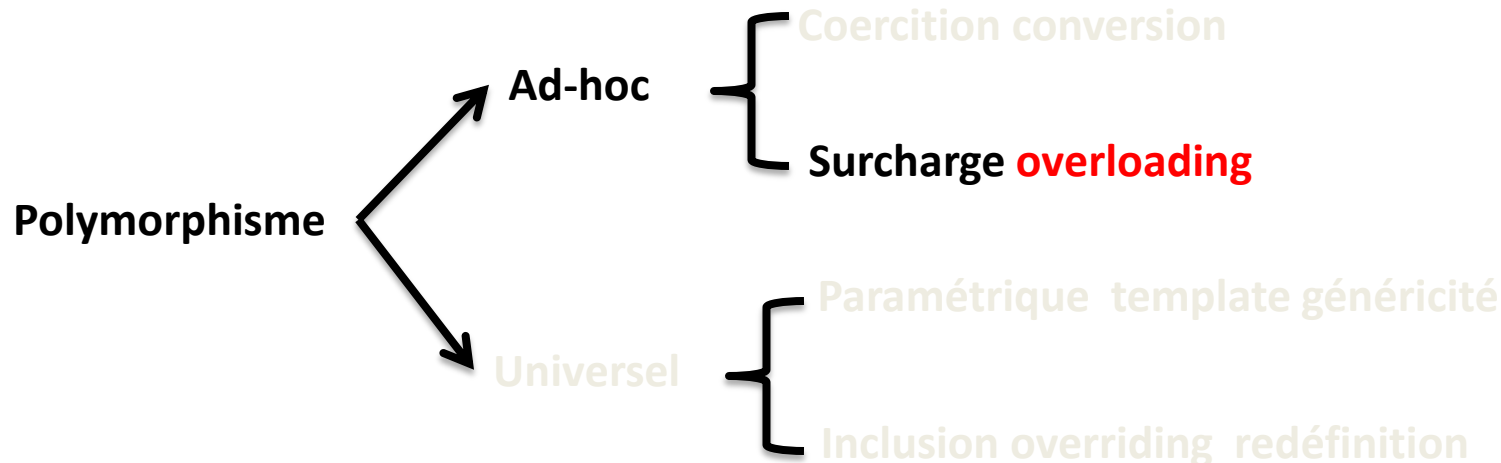 Coercition conversion
Ad-hoc
Surcharge overloading
Polymorphisme
Paramétrique template généricité
Universel
Inclusion overriding redéfinition